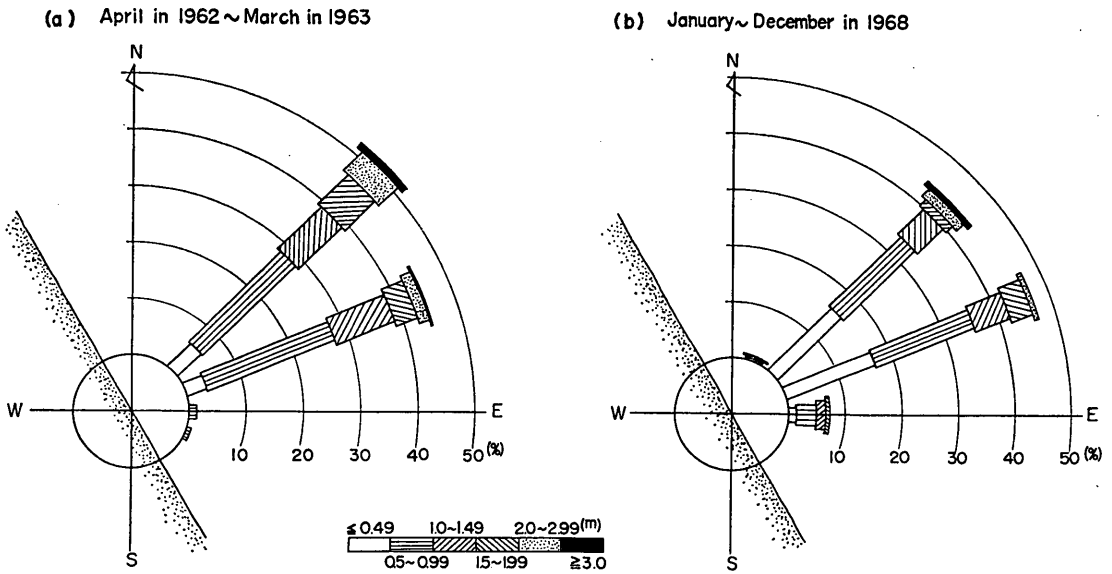 (a) April in 1962 ~ March in 1963
(b) January ~ December in 1968
N
W
E
S
10 20 30 40 50 (%)
N
W
E
S
10 20 30 40 50 (%)
≦0.49 1.0~1.49 2.0~2.99 (m)
0.5~0.99 1.5~1.99 ≧3.0